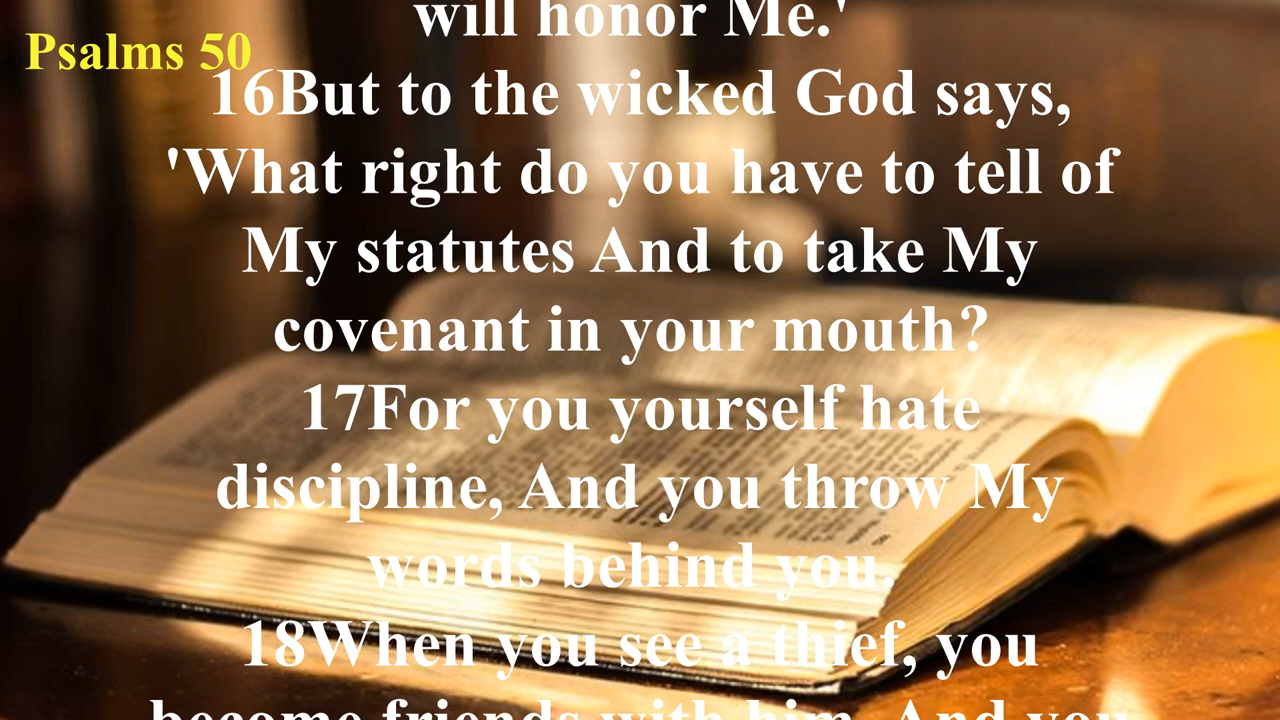 will honor Me.'
Psalms 50
16But to the wicked God says,
'What right do you have to tell of
My statutes And to take My
covenant in your mouth?
17For you yourself hate
discipline, And you throw My
words behind you.
18When you see a thief, you
become friends with him, And you